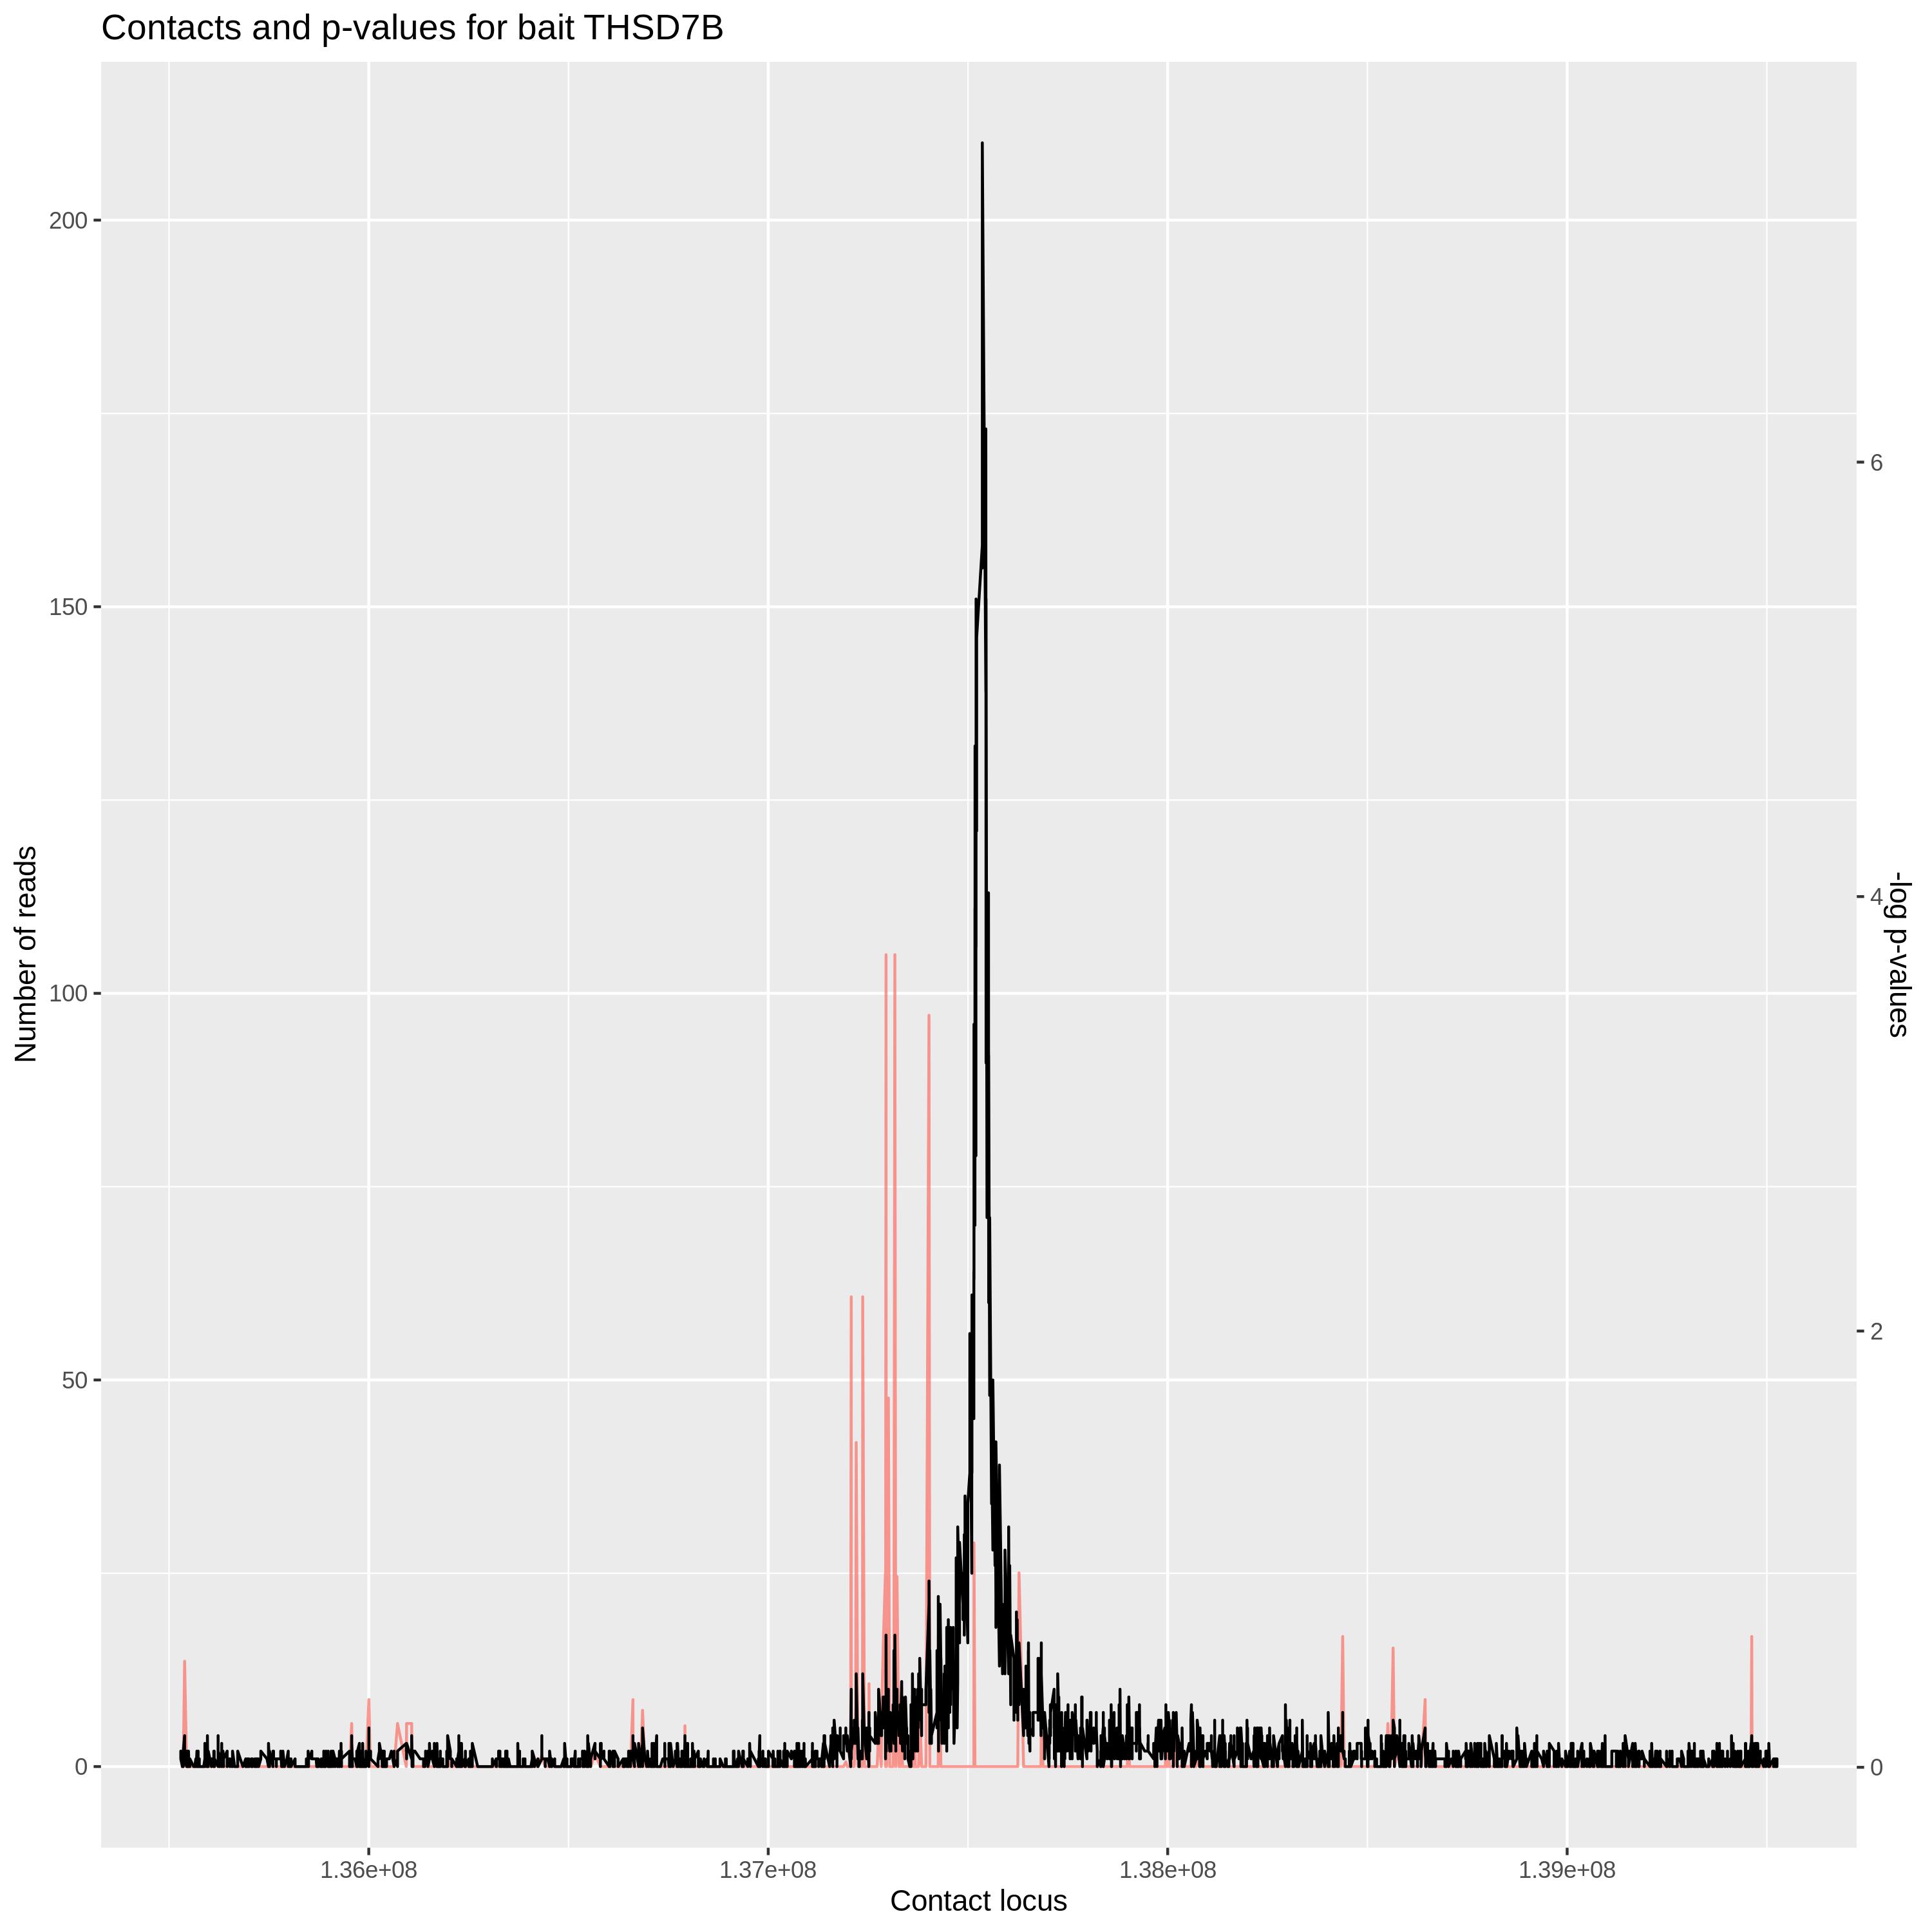 Contacts and p-values for bait THSD7B
200
150
100
50
0
Number of reads
6
4
2
0
-log p-values
1.36e+08 1.37e+08 1.38e+08 1.39e+08
Contact locus